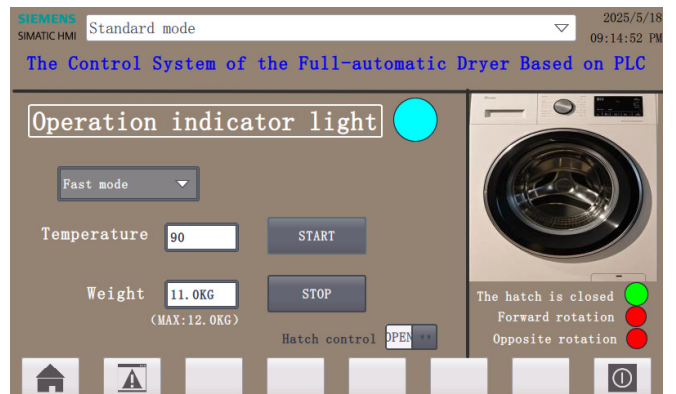 SIEMENS
SIMATIC HMI
Standard mode
2025/5/18
09:14:52 PM
The Control System of the Full-automatic Dryer Based on PLC
Operation indicator light
Fast mode
Temperature 90 START
Weight 11.0KG STOP
(MAX:12.0KG)
Hatch control OPEN
The hatch is closed
Forward rotation
Opposite rotation